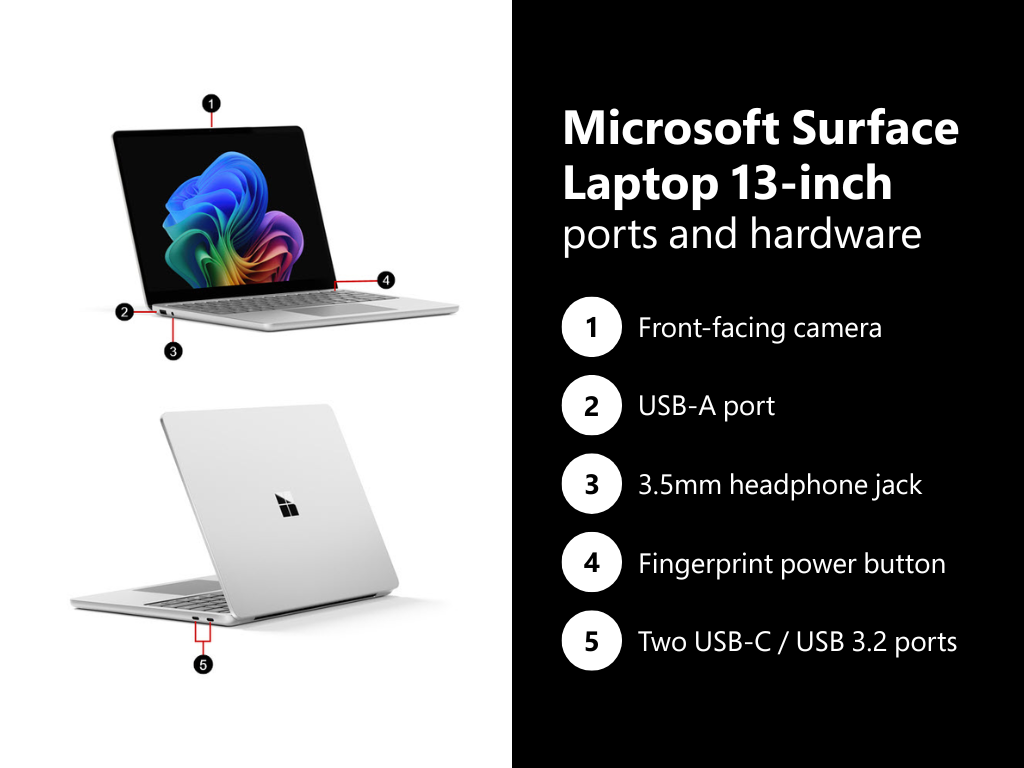 1
4
2
3
5
Microsoft Surface
Laptop 13-inch
ports and hardware
1 Front-facing camera
2 USB-A port
3 3.5mm headphone jack
4 Fingerprint power button
5 Two USB-C / USB 3.2 ports